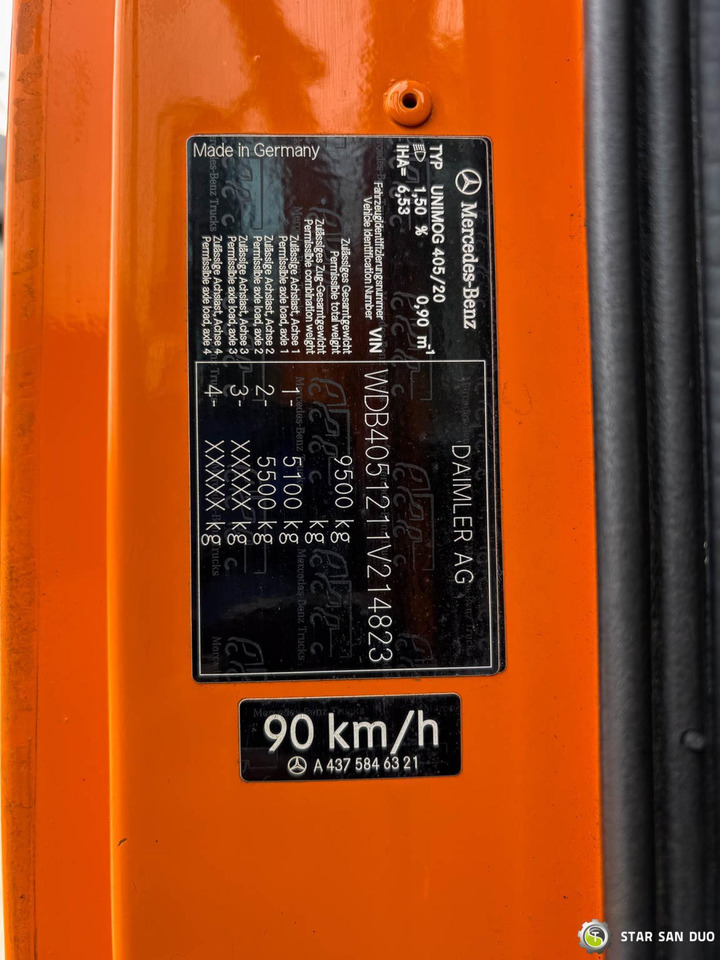 Mercedes-Benz
DAIMLER AG
TYP UNIMOG 405/20
1,50 % 0,90 m-1
IHA= 6,53
Fahrzeugidentifizierungsnummer
Vehicle Identification Number
VIN WDB4051211V214823
Zulässiges Gesamtgewicht
Permissible total weight
9500 kg
Zulässiges Zug-Gesamtgewicht
Permissible combination weight
kg
Zulässige Achslast, Achse 1
Permissible axle load, axle 1
1- 5100 kg
Zulässige Achslast, Achse 2
Permissible axle load, axle 2
2- 5500 kg
Zulässige Achslast, Achse 3
Permissible axle load, axle 3
3- XXXXX kg
Zulässige Achslast, Achse 4
Permissible axle load, axle 4
4- XXXXX kg
Made in Germany
Mercedes-Benz Trucks
90 km/h
A 437 584 63 21
STAR SAN DUO